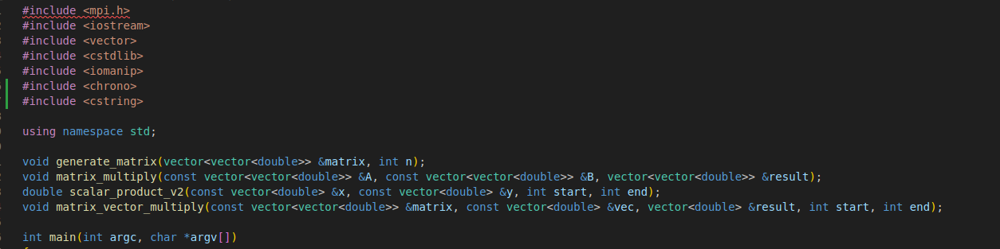 #include <mpi.h>
#include <iostream>
#include <vector>
#include <cstdlib>
#include <iomanip>
#include <chrono>
#include <cstring>
using namespace std;
void generate_matrix(vector<vector<double>> &matrix, int n);
void matrix_multiply(const vector<vector<double>> &A, const vector<vector<double>> &B, vector<vector<double>> &result);
double scalar_product_v2(const vector<double> &x, const vector<double> &y, int start, int end);
void matrix_vector_multiply(const vector<vector<double>> &matrix, const vector<double> &vec, vector<double> &result, int start, int end);
int main(int argc, char *argv[])